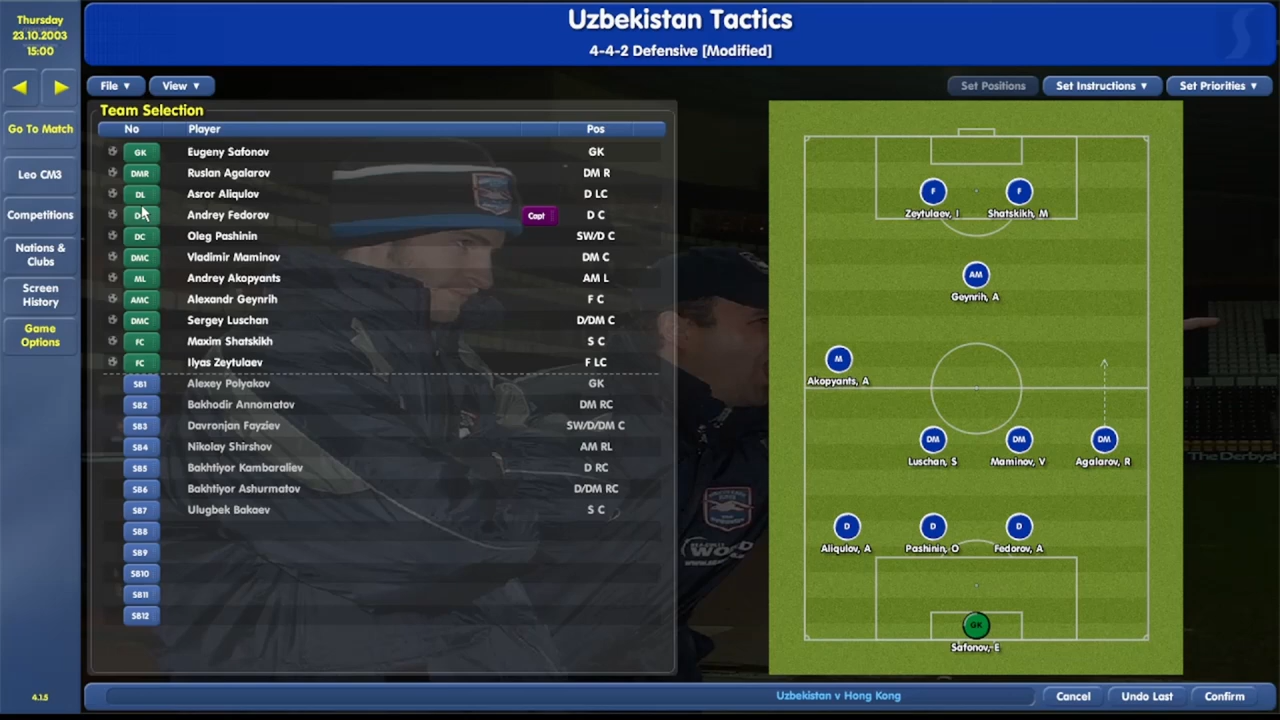 Thursday
23.10.2003
15:00
Uzbekistan Tactics
4-4-2 Defensive [Modified]
File View
Set Positions Set Instructions Set Priorities
Go To Match
Leo CM3
Competitions
Nations &
Clubs
Screen
History
Game
Options
4.1.5
Team Selection
No Player Pos
GK Eugeny Safonov GK
DMR Ruslan Agalarov DM R
DL Asror Aliqulov D LC
Andrey Fedorov Capt D C
DC Oleg Pashinin SW/D C
DMC Vladimir Maminov DM C
ML Andrey Akopyants AM L
AMC Alexandr Geynrih F C
DMC Sergey Luschan D/DM C
FC Maxim Shatskikh S C
FC Ilyas Zeytulaev F LC
SB1 Alexey Polyakov GK
SB2 Bakhodir Annomatov DM RC
SB3 Davronjan Fayziev SW/D/DM C
SB4 Nikolay Shirshov AM RL
SB5 Bakhtiyor Kambaraliev D RC
SB6 Bakhtiyor Ashurmatov D/DM RC
SB7 Ulugbek Bakaev S C
SB8
SB9
SB10
SB11
SB12
F F
Zeytulaev, I Shatskikh, M
AM
Geynrih, A
M
Akopyants, A
DM DM DM
Luschan, S Maminov, V Agalarov, R
D D D
Aliqulov, A Pashinin, O Fedorov, A
GK
Safonov, E
Uzbekistan v Hong Kong
Cancel Undo Last Confirm